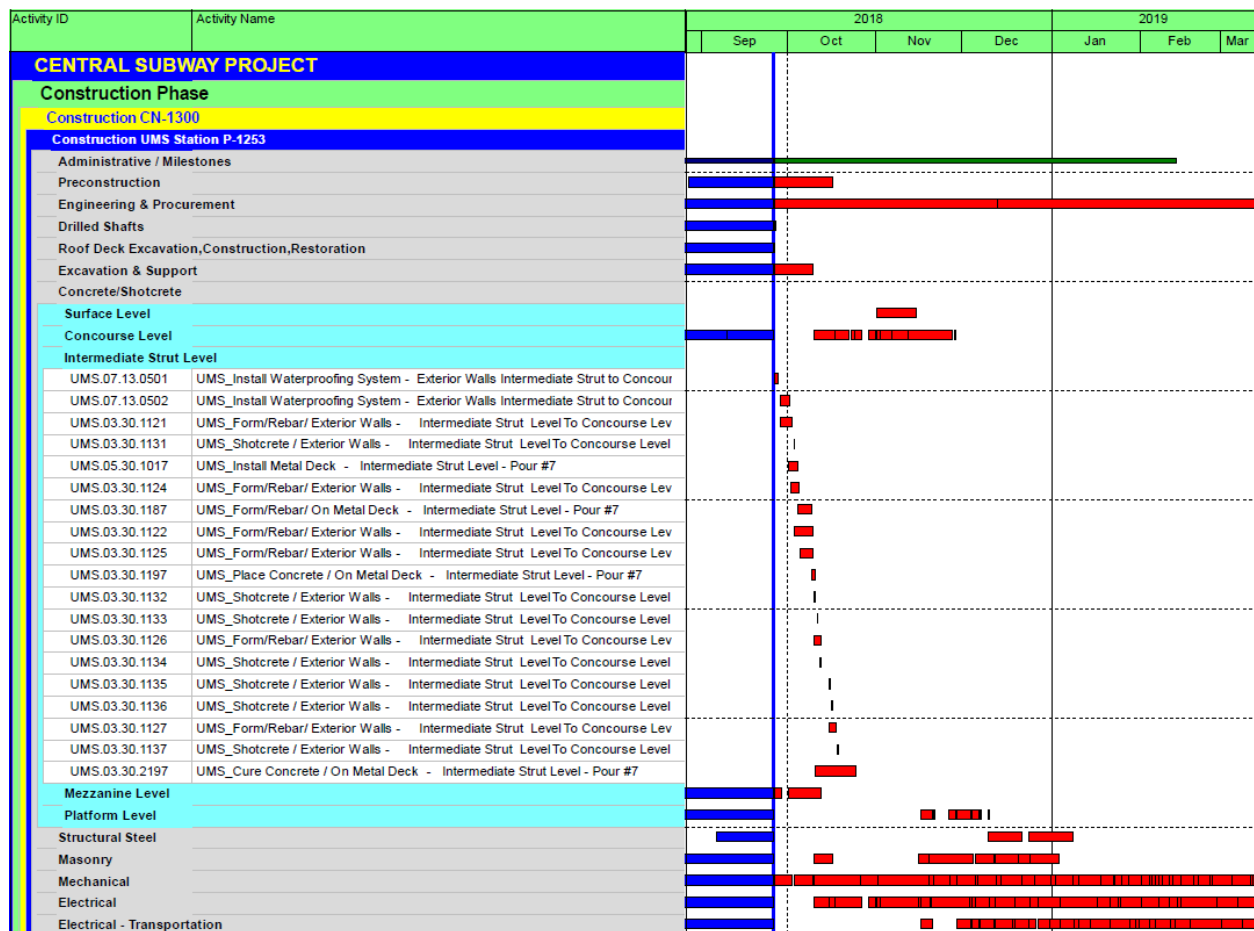 Activity ID Activity Name 2018 2019
Sep Oct Nov Dec Jan Feb Mar
CENTRAL SUBWAY PROJECT
Construction Phase
Construction CN-1300
Construction UMS Station P-1253
Administrative / Milestones
Preconstruction
Engineering & Procurement
Drilled Shafts
Roof Deck Excavation,Construction,Restoration
Excavation & Support
Concrete/Shotcrete
Surface Level
Concourse Level
Intermediate Strut Level
UMS.07.13.0501 UMS_Install Waterproofing System - Exterior Walls Intermediate Strut to Concour
UMS.07.13.0502 UMS_Install Waterproofing System - Exterior Walls Intermediate Strut to Concour
UMS.03.30.1121 UMS_Form/Rebar/ Exterior Walls - Intermediate Strut Level To Concourse Lev
UMS.03.30.1131 UMS_Shotcrete / Exterior Walls - Intermediate Strut Level To Concourse Level
UMS.05.30.1017 UMS_Install Metal Deck - Intermediate Strut Level - Pour #7
UMS.03.30.1124 UMS_Form/Rebar/ Exterior Walls - Intermediate Strut Level To Concourse Lev
UMS.03.30.1187 UMS_Form/Rebar/ On Metal Deck - Intermediate Strut Level - Pour #7
UMS.03.30.1122 UMS_Form/Rebar/ Exterior Walls - Intermediate Strut Level To Concourse Lev
UMS.03.30.1125 UMS_Form/Rebar/ Exterior Walls - Intermediate Strut Level To Concourse Lev
UMS.03.30.1197 UMS_Place Concrete / On Metal Deck - Intermediate Strut Level - Pour #7
UMS.03.30.1132 UMS_Shotcrete / Exterior Walls - Intermediate Strut Level To Concourse Level
UMS.03.30.1133 UMS_Shotcrete / Exterior Walls - Intermediate Strut Level To Concourse Level
UMS.03.30.1126 UMS_Form/Rebar/ Exterior Walls - Intermediate Strut Level To Concourse Lev
UMS.03.30.1134 UMS_Shotcrete / Exterior Walls - Intermediate Strut Level To Concourse Level
UMS.03.30.1135 UMS_Shotcrete / Exterior Walls - Intermediate Strut Level To Concourse Level
UMS.03.30.1136 UMS_Shotcrete / Exterior Walls - Intermediate Strut Level To Concourse Level
UMS.03.30.1127 UMS_Form/Rebar/ Exterior Walls - Intermediate Strut Level To Concourse Lev
UMS.03.30.1137 UMS_Shotcrete / Exterior Walls - Intermediate Strut Level To Concourse Level
UMS.03.30.2197 UMS_Cure Concrete / On Metal Deck - Intermediate Strut Level - Pour #7
Mezzanine Level
Platform Level
Structural Steel
Masonry
Mechanical
Electrical
Electrical - Transportation